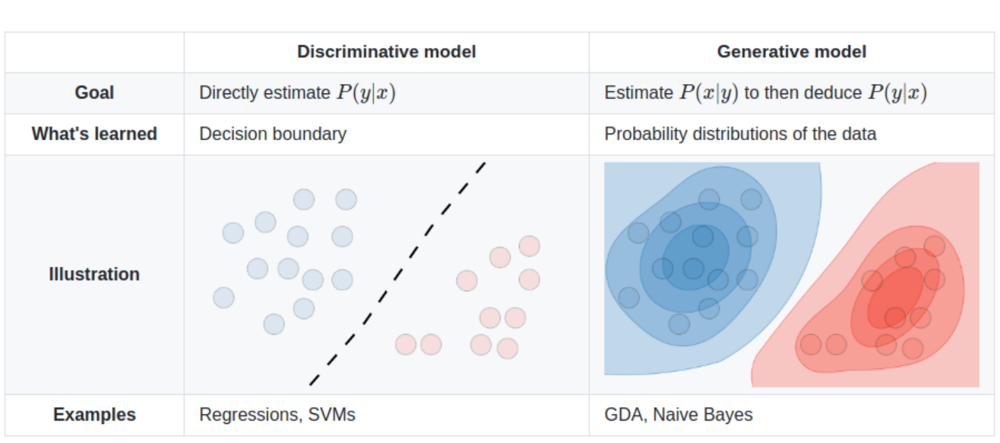 Discriminative model Generative model
Goal Directly estimate P(y|x) Estimate P(x|y) to then deduce P(y|x)
What's learned Decision boundary Probability distributions of the data
Illustration
Examples Regressions, SVMs GDA, Naive Bayes